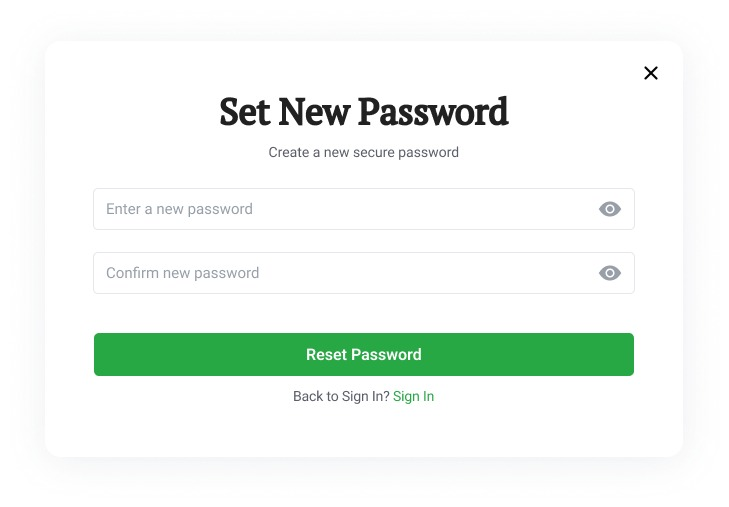 Set New Password
Create a new secure password
Enter a new password
Confirm new password
Reset Password
Back to Sign In? Sign In